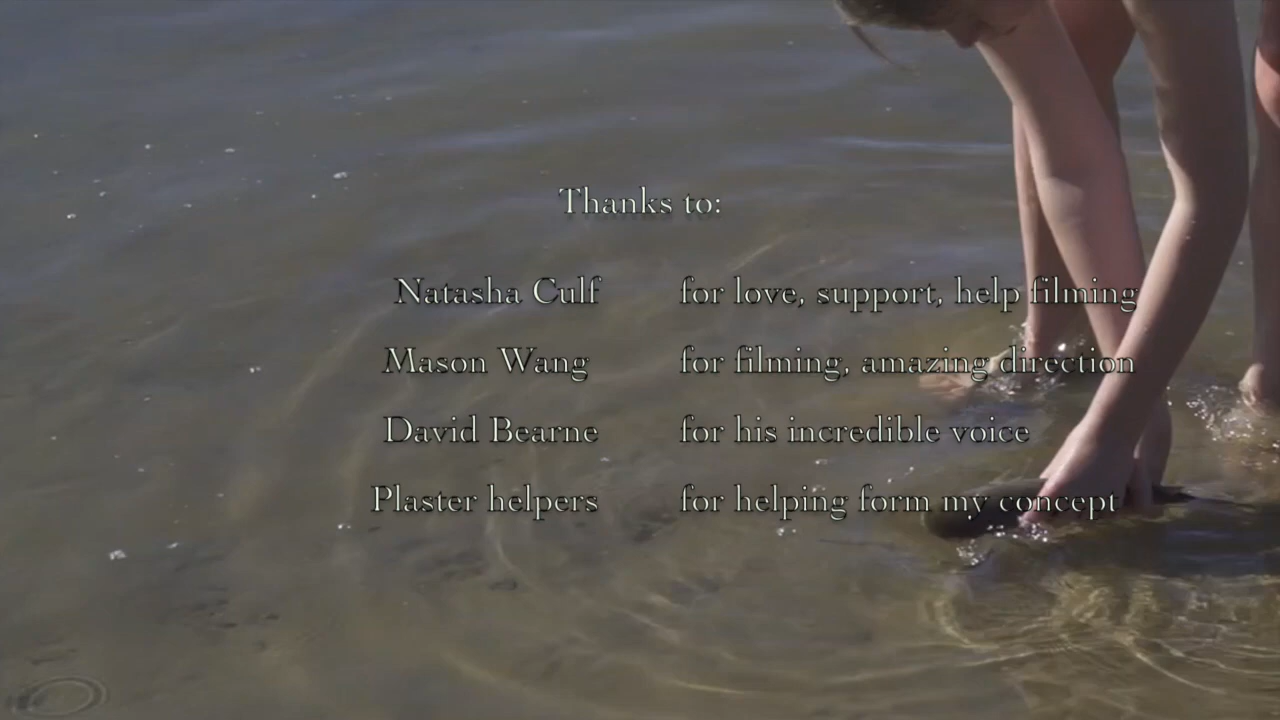 Thanks to:
Natasha Culf for love, support, help filming
Mason Wang for filming, amazing direction
David Bearne for his incredible voice
Plaster helpers for helping form my concept